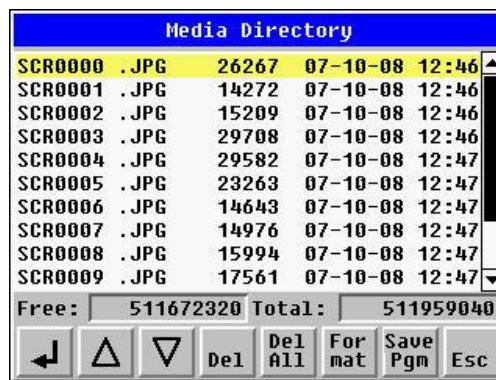 Media Directory
SCR0000 .JPG 26267 07-10-08 12:46
SCR0001 .JPG 14272 07-10-08 12:46
SCR0002 .JPG 15209 07-10-08 12:46
SCR0003 .JPG 29708 07-10-08 12:46
SCR0004 .JPG 29582 07-10-08 12:47
SCR0005 .JPG 23263 07-10-08 12:47
SCR0006 .JPG 14643 07-10-08 12:47
SCR0007 .JPG 14976 07-10-08 12:47
SCR0008 .JPG 15994 07-10-08 12:47
SCR0009 .JPG 17561 07-10-08 12:47
Free: 511672320 Total: 511959040
Del
Del
All
For
mat
Save
Pgm
Esc